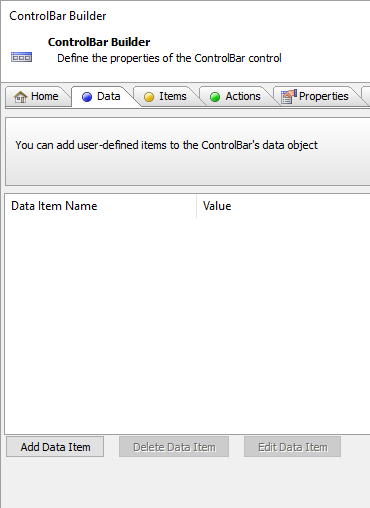 ControlBar Builder
ControlBar Builder
Define the properties of the ControlBar control
Home Data Items Actions Properties
You can add user-defined items to the ControlBar's data object
Data Item Name Value
Add Data Item Delete Data Item Edit Data Item